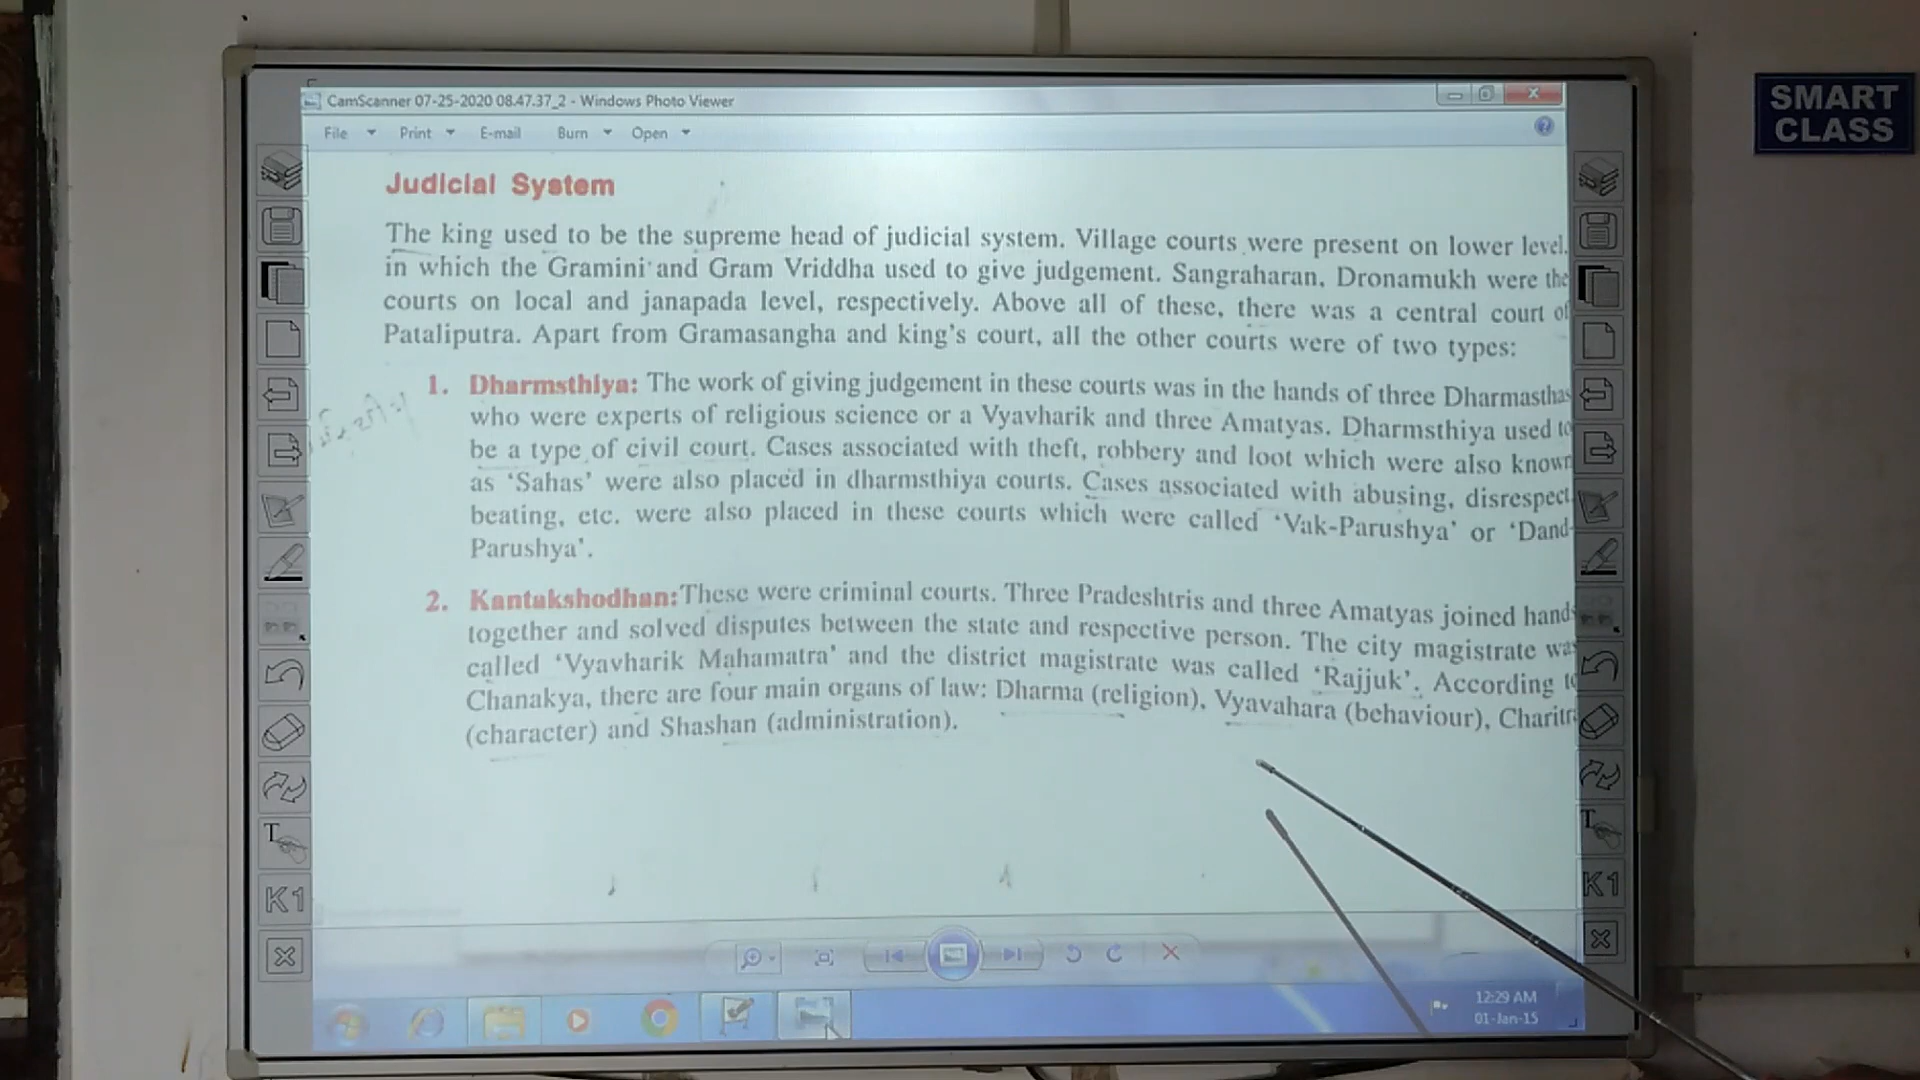 SMART
CLASS
CamScanner 07-25-2020 08.47.37_2 - Windows Photo Viewer
File Print E-mail Burn Open
Judicial System
The king used to be the supreme head of judicial system. Village courts were present on lower level.
in which the Gramini and Gram Vriddha used to give judgement. Sangraharan, Dronamukh were the
courts on local and janapada level, respectively. Above all of these, there was a central court of
Pataliputra. Apart from Gramasangha and king's court, all the other courts were of two types:
1. Dharmsthiya: The work of giving judgement in these courts was in the hands of three Dharmasthas
who were experts of religious science or a Vyavharik and three Amatyas. Dharmsthiya used to
be a type of civil court. Cases associated with theft, robbery and loot which were also known
as 'Sahas' were also placed in dharmsthiya courts. Cases associated with abusing, disrespect,
beating, etc. were also placed in these courts which were called 'Vak-Parushya' or 'Dand-
Parushya'.
2. Kantakshodhan: These were criminal courts. Three Pradeshtris and three Amatyas joined hands
together and solved disputes between the state and respective person. The city magistrate was
called 'Vyavharik Mahamatra' and the district magistrate was called 'Rajjuk'. According to
Chanakya, there are four main organs of law: Dharma (religion), Vyavahara (behaviour), Charitra
(character) and Shashan (administration).
T
K1
T
K1
12:29 AM
01-Jan-15